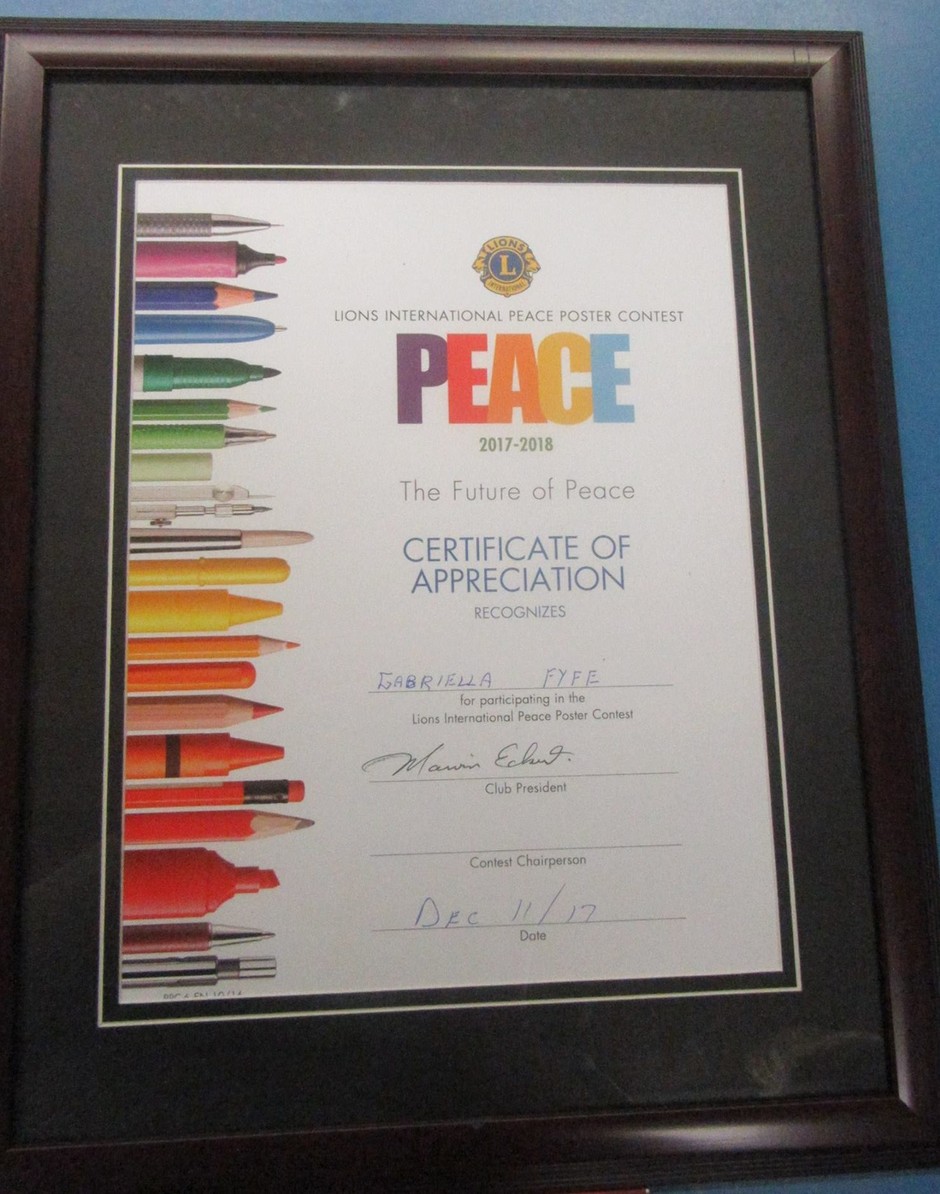 LIONS
L
INTERNATIONAL
LIONS INTERNATIONAL PEACE POSTER CONTEST
PEACE
2017-2018
The Future of Peace
CERTIFICATE OF
APPRECIATION
RECOGNIZES
GABRIELLA FYFE
for participating in the
Lions International Peace Poster Contest
Club President
Contest Chairperson
DEC 11/17
Date